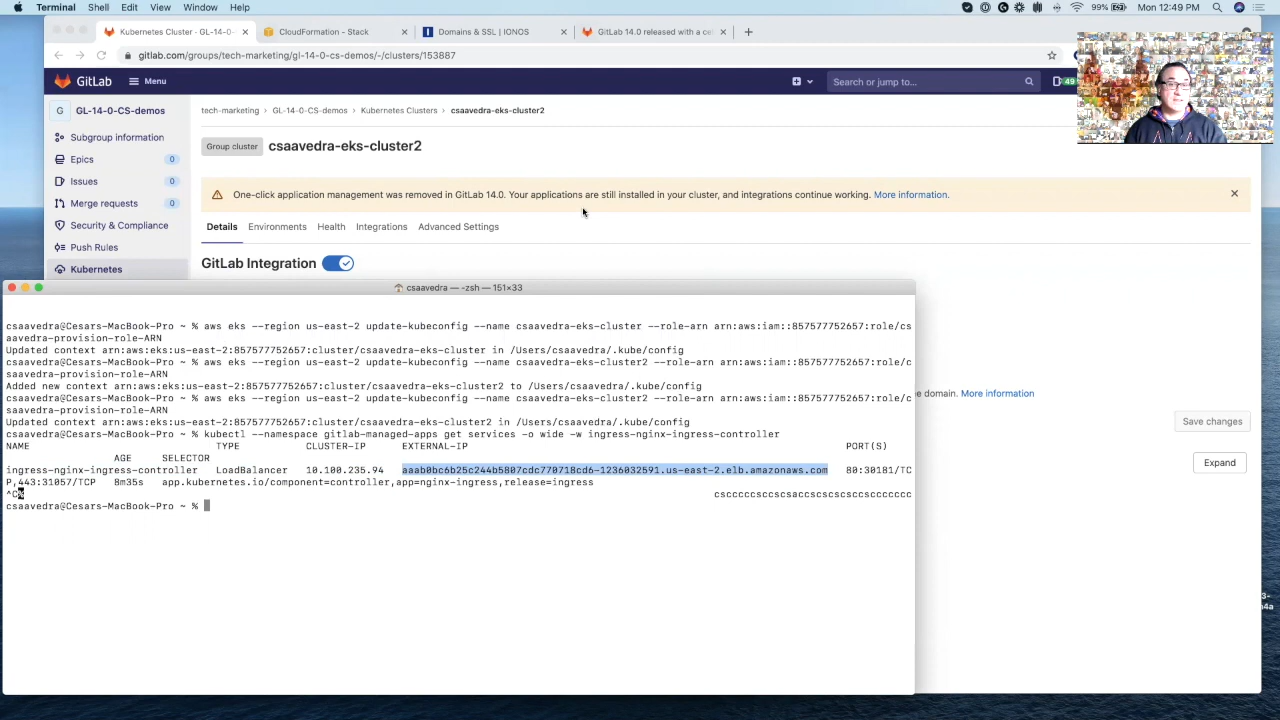 Terminal Shell Edit View Window Help 99% Mon 12:49 PM
Kubernetes Cluster · GL-14-0- × CloudFormation - Stack × Domains & SSL | IONOS × GitLab 14.0 released with a ce × +
gitlab.com/groups/tech-marketing/gl-14-0-cs-demos/-/clusters/153887
GitLab Menu Search or jump to... 49
G GL-14-0-CS-demos
tech-marketing > GL-14-0-CS-demos > Kubernetes Clusters > csaavedra-eks-cluster2
Subgroup information
Group cluster csaavedra-eks-cluster2
Epics 0
Issues 0
One-click application management was removed in GitLab 14.0. Your applications are still installed in your cluster, and integrations continue working. More information.
Merge requests 0
Security & Compliance
Details Environments Health Integrations Advanced Settings
Push Rules
Kubernetes
GitLab Integration
csaavedra — -zsh — 151×33
csaavedra@Cesars-MacBook-Pro ~ % aws eks --region us-east-2 update-kubeconfig --name csaavedra-eks-cluster --role-arn arn:aws:iam::857577752657:role/cs
aavedra-provision-role-ARN
Updated context arn:aws:eks:us-east-2:857577752657:cluster/csaavedra-eks-cluster in /Users/csaavedra/.kube/config
csaavedra@Cesars-MacBook-Pro ~ % aws eks --region us-east-2 update-kubeconfig --name csaavedra-eks-cluster2 --role-arn arn:aws:iam::857577752657:role/c
saavedra-provision-role-ARN
Added new context arn:aws:eks:us-east-2:857577752657:cluster/csaavedra-eks-cluster2 to /Users/csaavedra/.kube/config
csaavedra@Cesars-MacBook-Pro ~ % aws eks --region us-east-2 update-kubeconfig --name csaavedra-eks-cluster2 --role-arn arn:aws:iam::857577752657:role/c
saavedra-provision-role-ARN
Updated context arn:aws:eks:us-east-2:857577752657:cluster/csaavedra-eks-cluster2 in /Users/csaavedra/.kube/config
csaavedra@Cesars-MacBook-Pro ~ % kubectl --namespace gitlab-managed-apps get services -o wide -w ingress-nginx-ingress-controller
NAME TYPE CLUSTER-IP EXTERNAL-IP PORT(S)
AGE SELECTOR
ingress-nginx-ingress-controller LoadBalancer 10.100.235.94 aaab0bc6b25c244b5807cdc770718cd6-1236032591.us-east-2.elb.amazonaws.com 80:30181/TC
P,443:31057/TCP 8m35s app.kubernetes.io/component=controller,app=nginx-ingress,release=ingress
^C
csaavedra@Cesars-MacBook-Pro ~ %
e domain. More information
Save changes
Expand